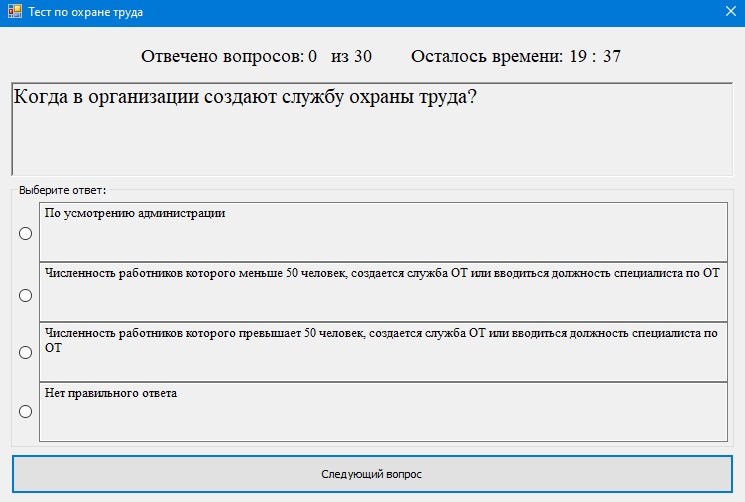 Тест по охране труда
Отвечено вопросов: 0 из 30 Осталось времени: 19 : 37
Когда в организации создают службу охраны труда?
Выберите ответ:
По усмотрению администрации
Численность работников которого меньше 50 человек, создается служба ОТ или вводиться должность специалиста по ОТ
Численность работников которого превышает 50 человек, создается служба ОТ или вводиться должность специалиста по
ОТ
Нет правильного ответа
Следующий вопрос